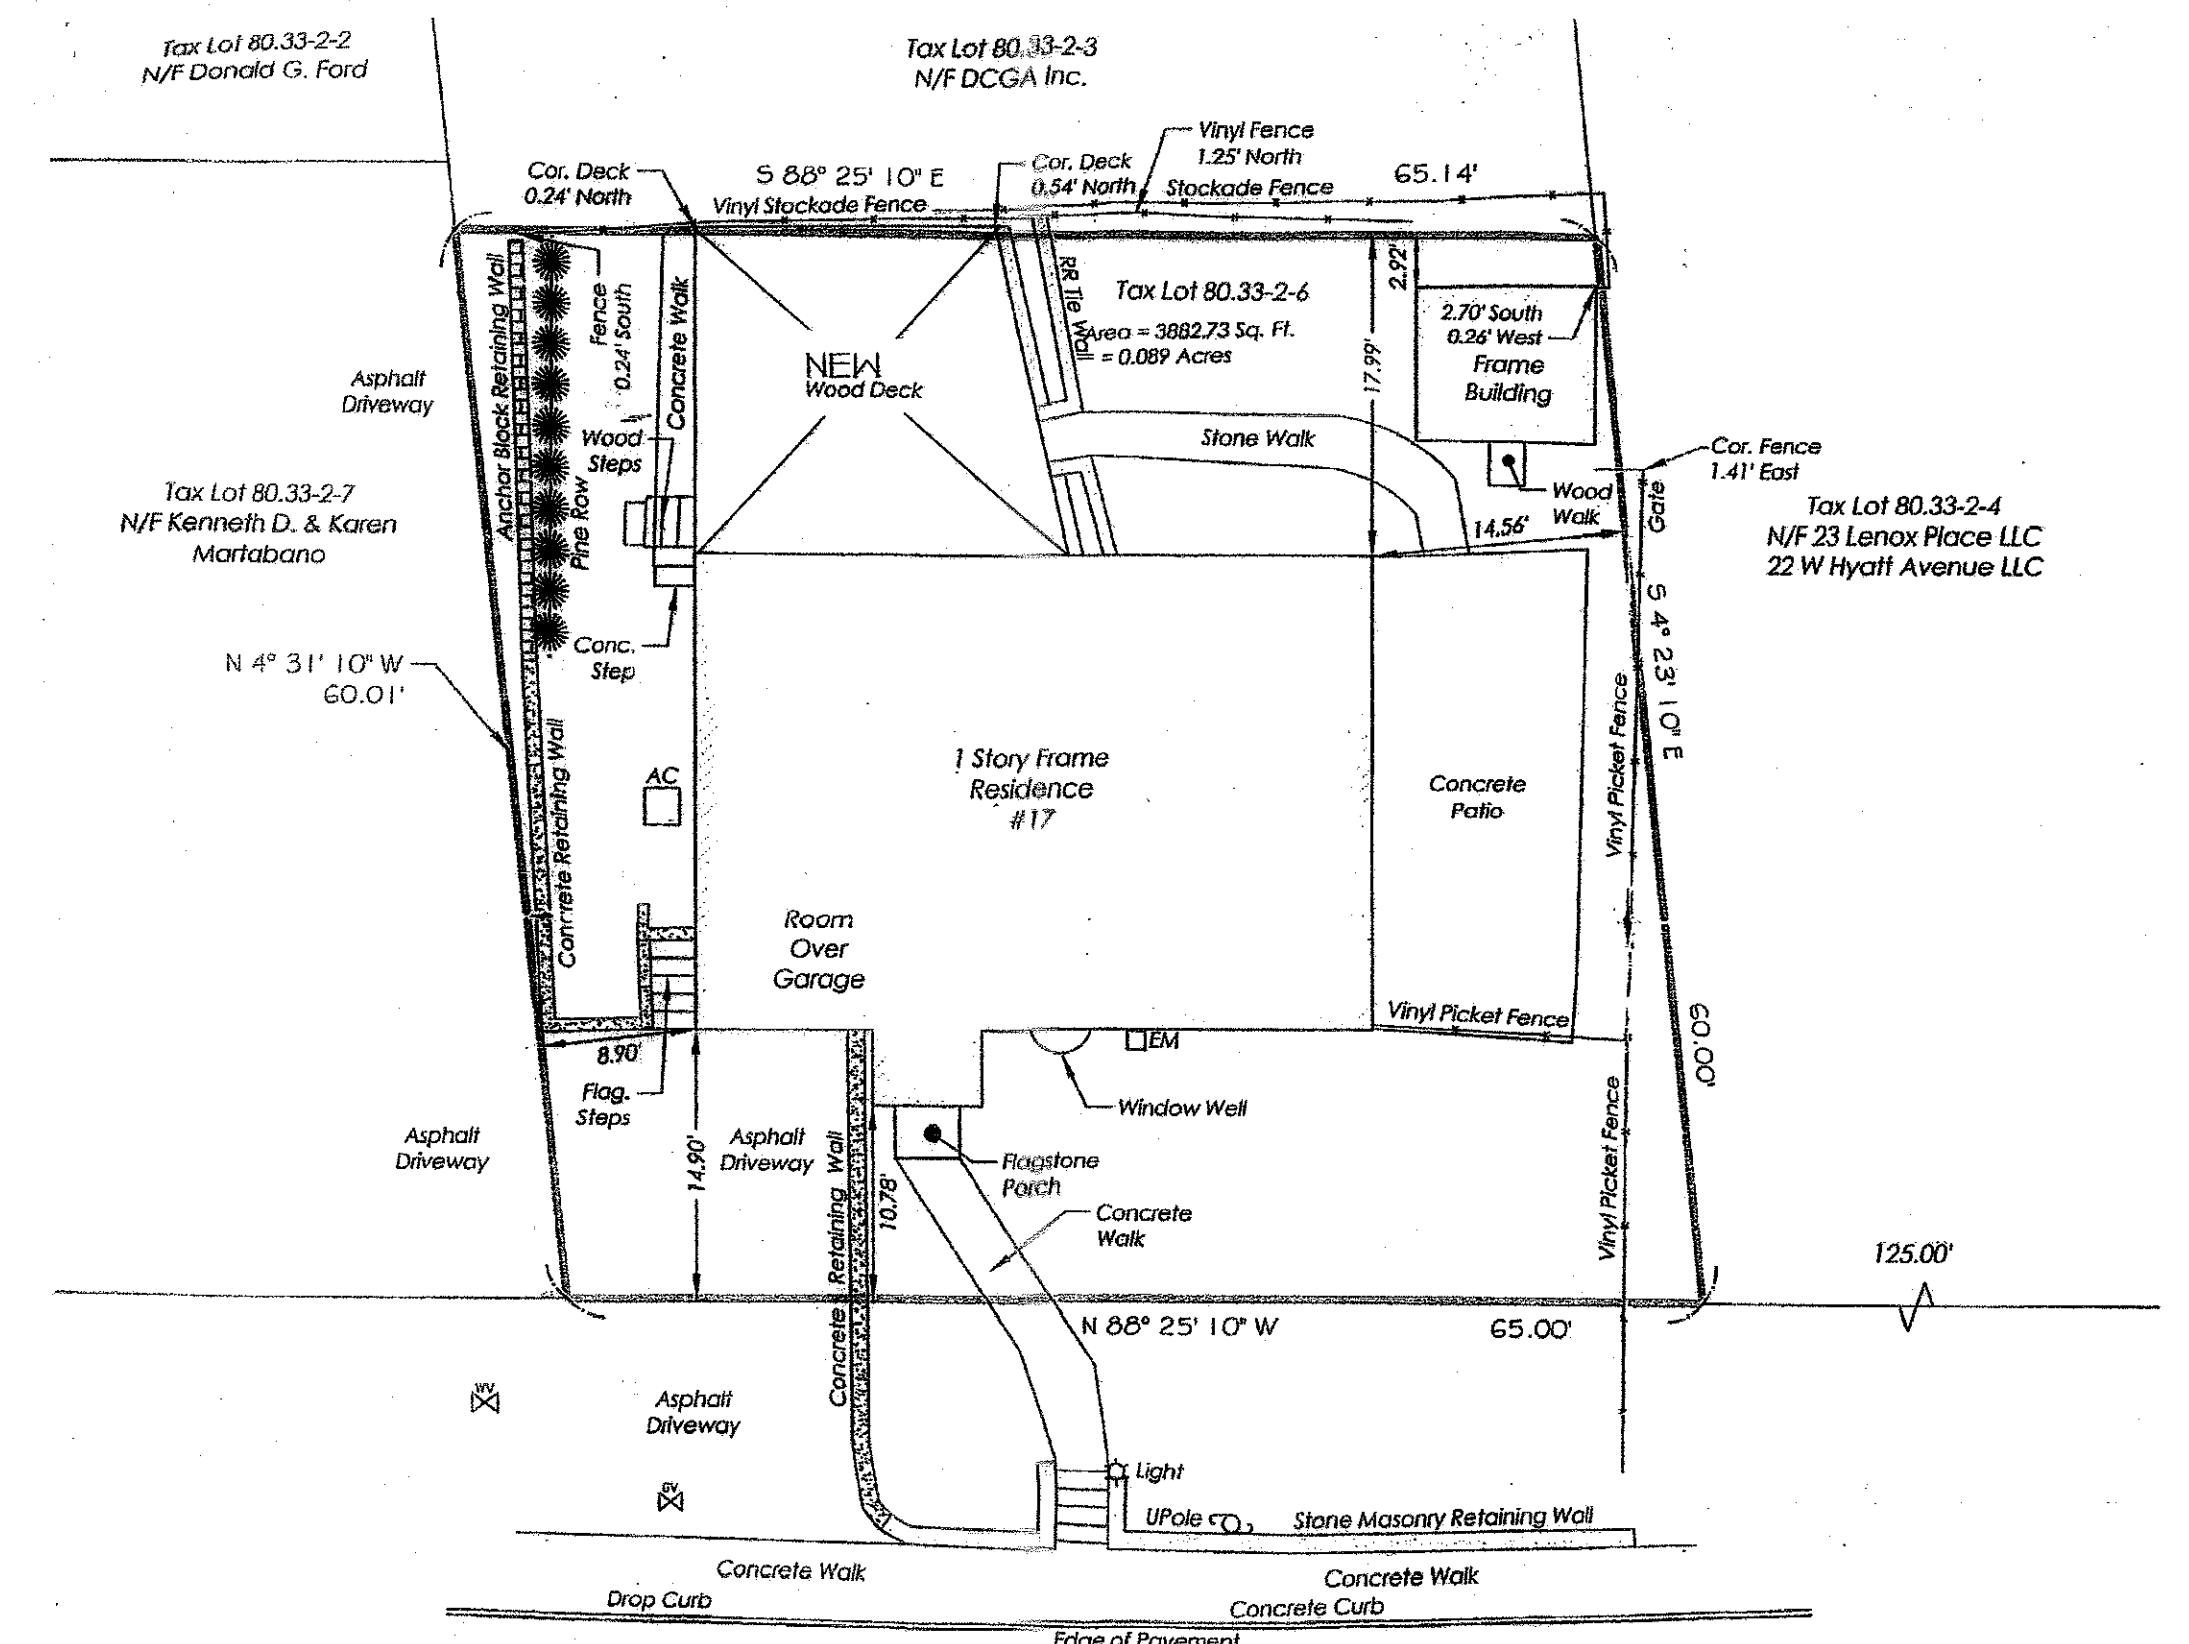 Tax Lot 80.33-2-2
N/F Donald G. Ford
Tax Lot 80.33-2-3
N/F DCGA Inc.
Vinyl Fence
1.25' North
Cor. Deck
0.24' North
S 88° 25' 10" E
Vinyl Stockade Fence
Cor. Deck
0.54' North
Stockade Fence
65.14'
Anchor Block Retaining Wall
Fence
0.24' South
Concrete Walk
RR Tie Wall
Tax Lot 80.33-2-6
Area = 3882.73 Sq. Ft.
= 0.089 Acres
17.99'
2.92'
2.70' South
0.26' West
Frame
Building
NEW
Wood Deck
Asphalt
Driveway
Wood
Steps
Stone Walk
Cor. Fence
1.41' East
Tax Lot 80.33-2-7
N/F Kenneth D. & Karen
Martabano
Pine Row
Wood
Walk
14.56'
Gate
Tax Lot 80.33-2-4
N/F 23 Lenox Place LLC
22 W Hyatt Avenue LLC
S 4° 23' 10" E
N 4° 31' 10" W
60.01'
Conc.
Step
Concrete Retaining Wall
AC
1 Story Frame
Residence
#17
Concrete
Patio
Vinyl Picket Fence
Room
Over
Garage
Vinyl Picket Fence
60.00'
8.90'
EM
Flag.
Steps
Window Well
Vinyl Picket Fence
Asphalt
Driveway
14.90'
Asphalt
Driveway
Concrete Retaining Wall
10.78'
Flagstone
Porch
Concrete
Walk
125.00'
N 88° 25' 10" W
65.00'
WV
Asphalt
Driveway
GV
Light
UPole
Stone Masonry Retaining Wall
Concrete Walk
Concrete Walk
Drop Curb
Concrete Curb
Edge of Pavement